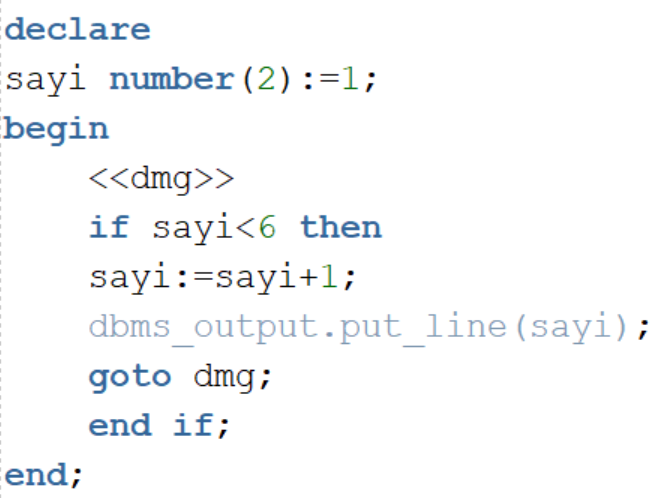 declare
sayi number(2):=1;
begin
<<dmg>>
if sayi<6 then
sayi:=sayi+1;
dbms_output.put_line(sayi);
goto dmg;
end if;
end;